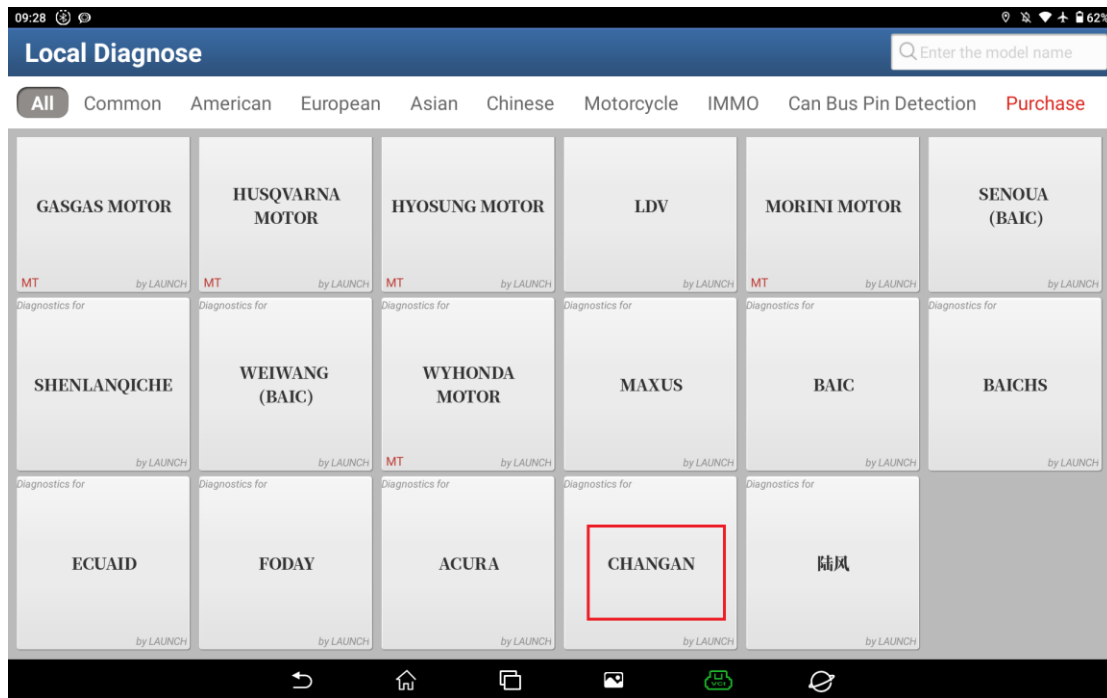 09:28
62%
Local Diagnose
Enter the model name
All Common American European Asian Chinese Motorcycle IMMO Can Bus Pin Detection Purchase
GASGAS MOTOR
MT by LAUNCH
HUSQVARNA
MOTOR
MT by LAUNCH
HYOSUNG MOTOR
MT by LAUNCH
LDV
by LAUNCH
MORINI MOTOR
MT by LAUNCH
SENOUA
(BAIC)
by LAUNCH
Diagnostics for
SHENLANQICHE
by LAUNCH
Diagnostics for
WEIWANG
(BAIC)
by LAUNCH
Diagnostics for
WYHONDA
MOTOR
MT by LAUNCH
Diagnostics for
MAXUS
by LAUNCH
Diagnostics for
BAIC
by LAUNCH
Diagnostics for
BAICHS
by LAUNCH
Diagnostics for
ECUAID
by LAUNCH
Diagnostics for
FODAY
by LAUNCH
Diagnostics for
ACURA
by LAUNCH
Diagnostics for
CHANGAN
by LAUNCH
Diagnostics for
陆风
by LAUNCH
VCI